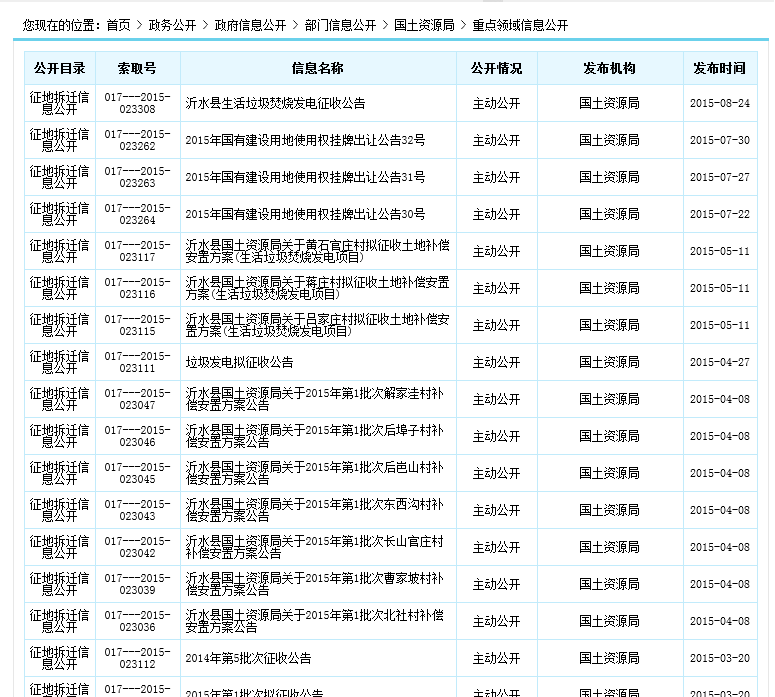 您现在的位置：首页 > 政务公开 > 政府信息公开 > 部门信息公开 > 国土资源局 > 重点领域信息公开
公开目录 索取号 信息名称 公开情况 发布机构 发布时间
征地拆迁信
息公开
017---2015-
023308
沂水县生活垃圾焚烧发电征收公告
主动公开
国土资源局
2015-08-24
征地拆迁信
息公开
017---2015-
023262
2015年国有建设用地使用权挂牌出让公告32号
主动公开
国土资源局
2015-07-30
征地拆迁信
息公开
017---2015-
023263
2015年国有建设用地使用权挂牌出让公告31号
主动公开
国土资源局
2015-07-27
征地拆迁信
息公开
017---2015-
023264
2015年国有建设用地使用权挂牌出让公告30号
主动公开
国土资源局
2015-07-22
征地拆迁信
息公开
017---2015-
023117
沂水县国土资源局关于黄石官庄村拟征收土地补偿
安置方案(生活垃圾焚烧发电项目)
主动公开
国土资源局
2015-05-11
征地拆迁信
息公开
017---2015-
023116
沂水县国土资源局关于蒋庄村拟征收土地补偿安置
方案(生活垃圾焚烧发电项目)
主动公开
国土资源局
2015-05-11
征地拆迁信
息公开
017---2015-
023115
沂水县国土资源局关于吕家庄村拟征收土地补偿安
置方案(生活垃圾焚烧发电项目)
主动公开
国土资源局
2015-05-11
征地拆迁信
息公开
017---2015-
023111
垃圾发电拟征收公告
主动公开
国土资源局
2015-04-27
征地拆迁信
息公开
017---2015-
023047
沂水县国土资源局关于2015年第1批次解家洼村补
偿安置方案公告
主动公开
国土资源局
2015-04-08
征地拆迁信
息公开
017---2015-
023046
沂水县国土资源局关于2015年第1批次后埠子村补
偿安置方案公告
主动公开
国土资源局
2015-04-08
征地拆迁信
息公开
017---2015-
023045
沂水县国土资源局关于2015年第1批次后邑山村补
偿安置方案公告
主动公开
国土资源局
2015-04-08
征地拆迁信
息公开
017---2015-
023043
沂水县国土资源局关于2015年第1批次东西沟村补
偿安置方案公告
主动公开
国土资源局
2015-04-08
征地拆迁信
息公开
017---2015-
023042
沂水县国土资源局关于2015年第1批次长山官庄村
补偿安置方案公告
主动公开
国土资源局
2015-04-08
征地拆迁信
息公开
017---2015-
023039
沂水县国土资源局关于2015年第1批次曹家坡村补
偿安置方案公告
主动公开
国土资源局
2015-04-08
征地拆迁信
息公开
017---2015-
023036
沂水县国土资源局关于2015年第1批次北社村补偿
安置方案公告
主动公开
国土资源局
2015-04-08
征地拆迁信
息公开
017---2015-
023112
2014年第5批次征收公告
主动公开
国土资源局
2015-03-20
征地拆迁信
017---2015-
2015年第1批次拟征收公告
主动公开
国土资源局
2015-03-20